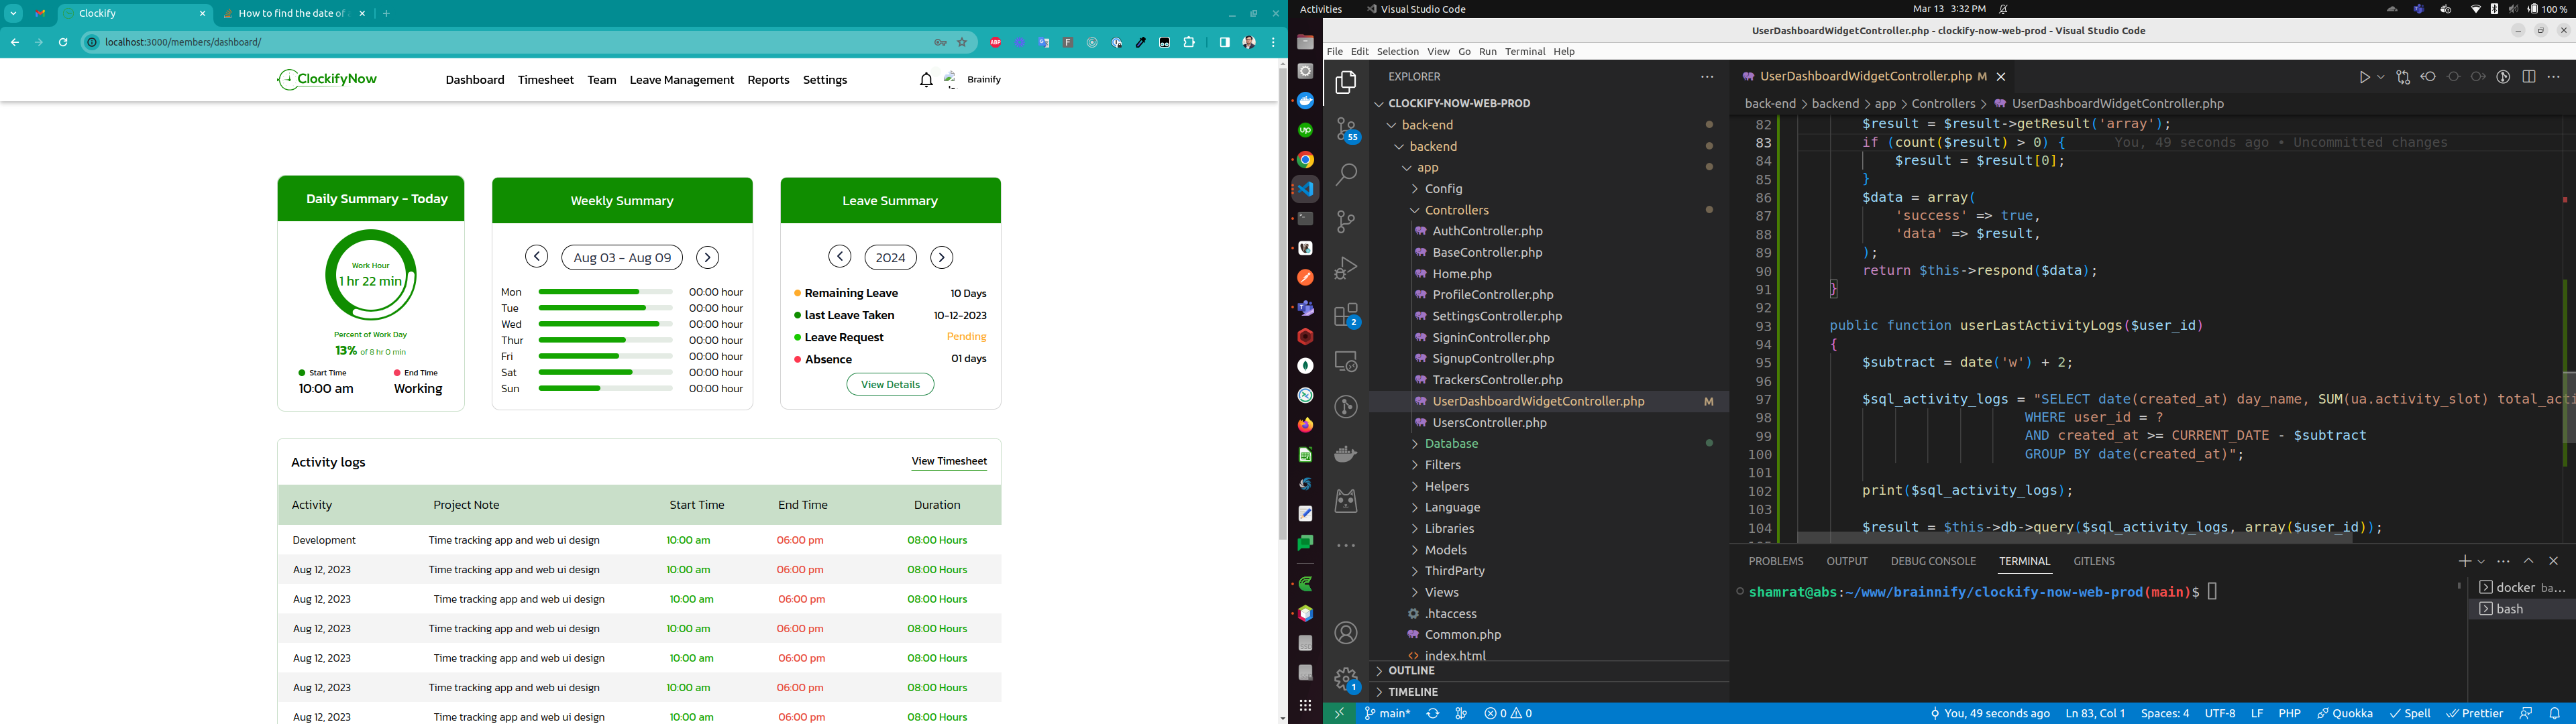 Clockify
How to find the date of
localhost:3000/members/dashboard/
ClockifyNow
Dashboard Timesheet Team Leave Management Reports Settings
Brainify
Daily Summary - Today
Work Hour
1 hr 22 min
Percent of Work Day
13% of 8 hr 0 min
Start Time End Time
10:00 am Working
Weekly Summary
Aug 03 - Aug 09
Mon 00:00 hour
Tue 00:00 hour
Wed 00:00 hour
Thur 00:00 hour
Fri 00:00 hour
Sat 00:00 hour
Sun 00:00 hour
Leave Summary
2024
Remaining Leave 10 Days
last Leave Taken 10-12-2023
Leave Request Pending
Absence 01 days
View Details
Activity logs View Timesheet
Activity Project Note Start Time End Time Duration
Development Time tracking app and web ui design 10:00 am 06:00 pm 08:00 Hours
Aug 12, 2023 Time tracking app and web ui design 10:00 am 06:00 pm 08:00 Hours
Aug 12, 2023 Time tracking app and web ui design 10:00 am 06:00 pm 08:00 Hours
Aug 12, 2023 Time tracking app and web ui design 10:00 am 06:00 pm 08:00 Hours
Aug 12, 2023 Time tracking app and web ui design 10:00 am 06:00 pm 08:00 Hours
Aug 12, 2023 Time tracking app and web ui design 10:00 am 06:00 pm 08:00 Hours
Aug 12, 2023 Time tracking app and web ui design 10:00 am 06:00 pm 08:00 Hours
Activities Visual Studio Code Mar 13 3:32 PM 100 %
UserDashboardWidgetController.php - clockify-now-web-prod - Visual Studio Code
File Edit Selection View Go Run Terminal Help
EXPLORER
CLOCKIFY-NOW-WEB-PROD
back-end
backend
app
Config
Controllers
AuthController.php
BaseController.php
Home.php
ProfileController.php
SettingsController.php
SigninController.php
SignupController.php
TrackersController.php
UserDashboardWidgetController.php M
UsersController.php
Database
Filters
Helpers
Language
Libraries
Models
ThirdParty
Views
.htaccess
Common.php
index.html
OUTLINE
TIMELINE
55
2
1
UserDashboardWidgetController.php M
back-end > backend > app > Controllers > UserDashboardWidgetController.php
82 $result = $result->getResult('array');
83 if (count($result) > 0) { You, 49 seconds ago • Uncommitted changes
84 $result = $result[0];
85 }
86 $data = array(
87 'success' => true,
88 'data' => $result,
89 );
90 return $this->respond($data);
91 }
92
93 public function userLastActivityLogs($user_id)
94 {
95 $subtract = date('w') + 2;
96
97 $sql_activity_logs = "SELECT date(created_at) day_name, SUM(ua.activity_slot) total_acti
98 WHERE user_id = ?
99 AND created_at >= CURRENT_DATE - $subtract
100 GROUP BY date(created_at)";
101
102 print($sql_activity_logs);
103
104 $result = $this->db->query($sql_activity_logs, array($user_id));
PROBLEMS OUTPUT DEBUG CONSOLE TERMINAL GITLENS
shamrat@abs:~/www/brainnify/clockify-now-web-prod(main)$
docker ba...
bash
main* 0 0 You, 49 seconds ago Ln 83, Col 1 Spaces: 4 UTF-8 LF PHP Quokka Spell Prettier